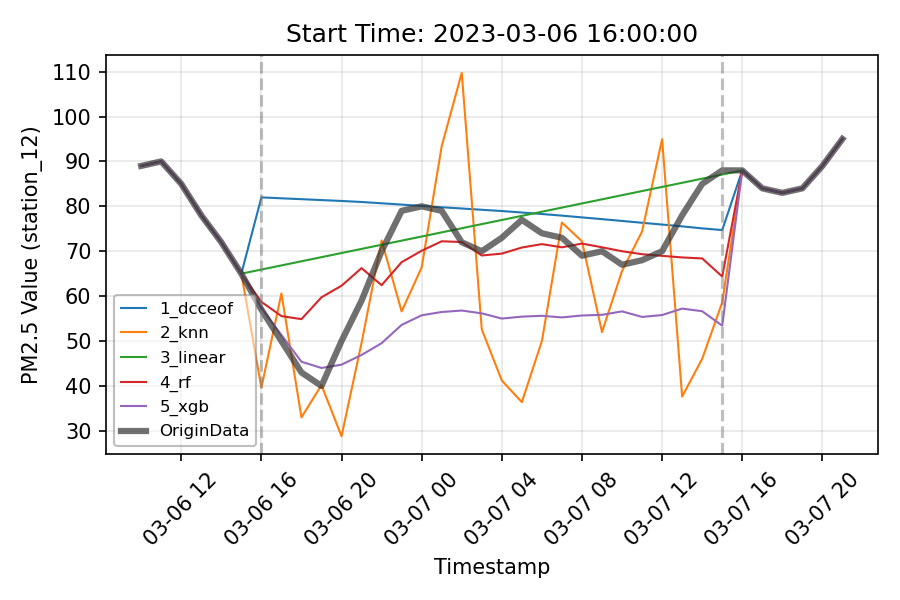 Start Time: 2023-03-06 16:00:00
PM2.5 Value (station_12)
110
100
90
80
70
60
50
40
30
1_dcceof
2_knn
3_linear
4_rf
5_xgb
OriginData
03-06 12
03-06 16
03-06 20
03-07 00
03-07 04
03-07 08
03-07 12
03-07 16
03-07 20
Timestamp